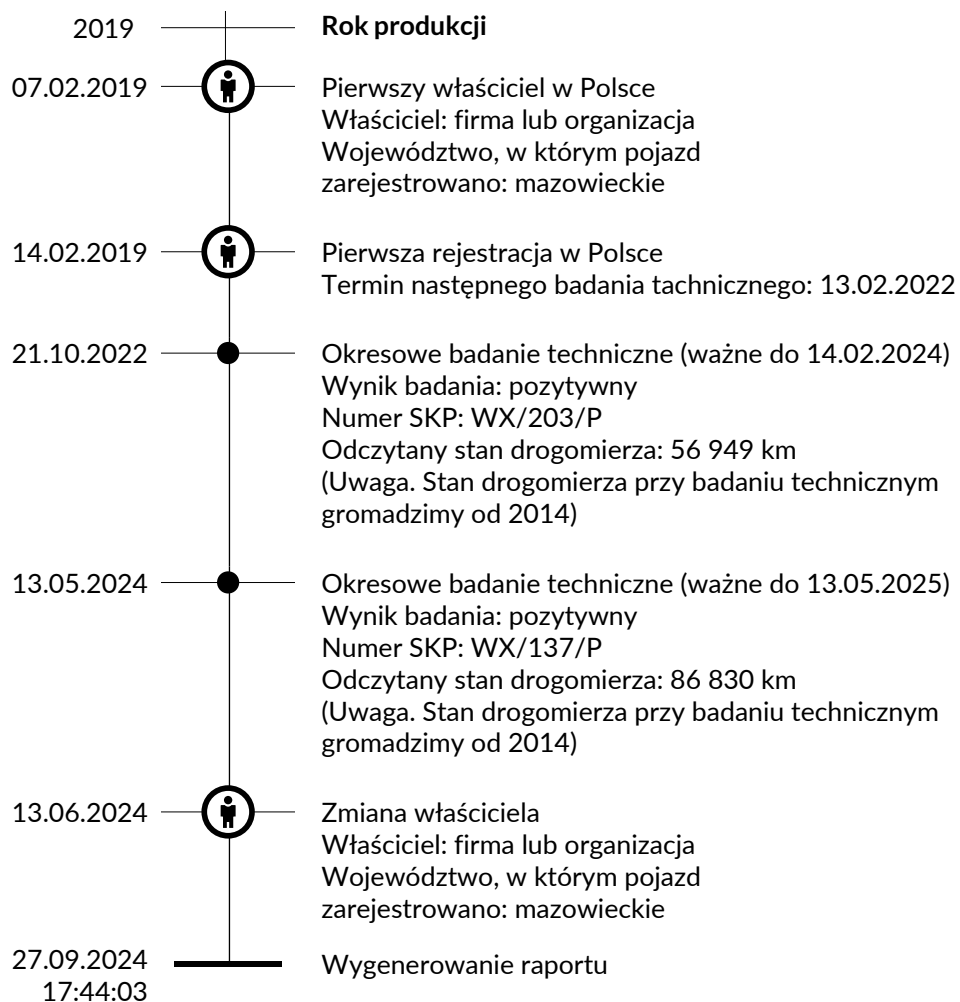 2019 Rok produkcji
07.02.2019 Pierwszy właściciel w Polsce
Właściciel: firma lub organizacja
Województwo, w którym pojazd
zarejestrowano: mazowieckie
14.02.2019 Pierwsza rejestracja w Polsce
Termin następnego badania tachnicznego: 13.02.2022
21.10.2022 Okresowe badanie techniczne (ważne do 14.02.2024)
Wynik badania: pozytywny
Numer SKP: WX/203/P
Odczytany stan drogomierza: 56 949 km
(Uwaga. Stan drogomierza przy badaniu technicznym
gromadzimy od 2014)
13.05.2024 Okresowe badanie techniczne (ważne do 13.05.2025)
Wynik badania: pozytywny
Numer SKP: WX/137/P
Odczytany stan drogomierza: 86 830 km
(Uwaga. Stan drogomierza przy badaniu technicznym
gromadzimy od 2014)
13.06.2024 Zmiana właściciela
Właściciel: firma lub organizacja
Województwo, w którym pojazd
zarejestrowano: mazowieckie
27.09.2024 Wygenerowanie raportu
17:44:03